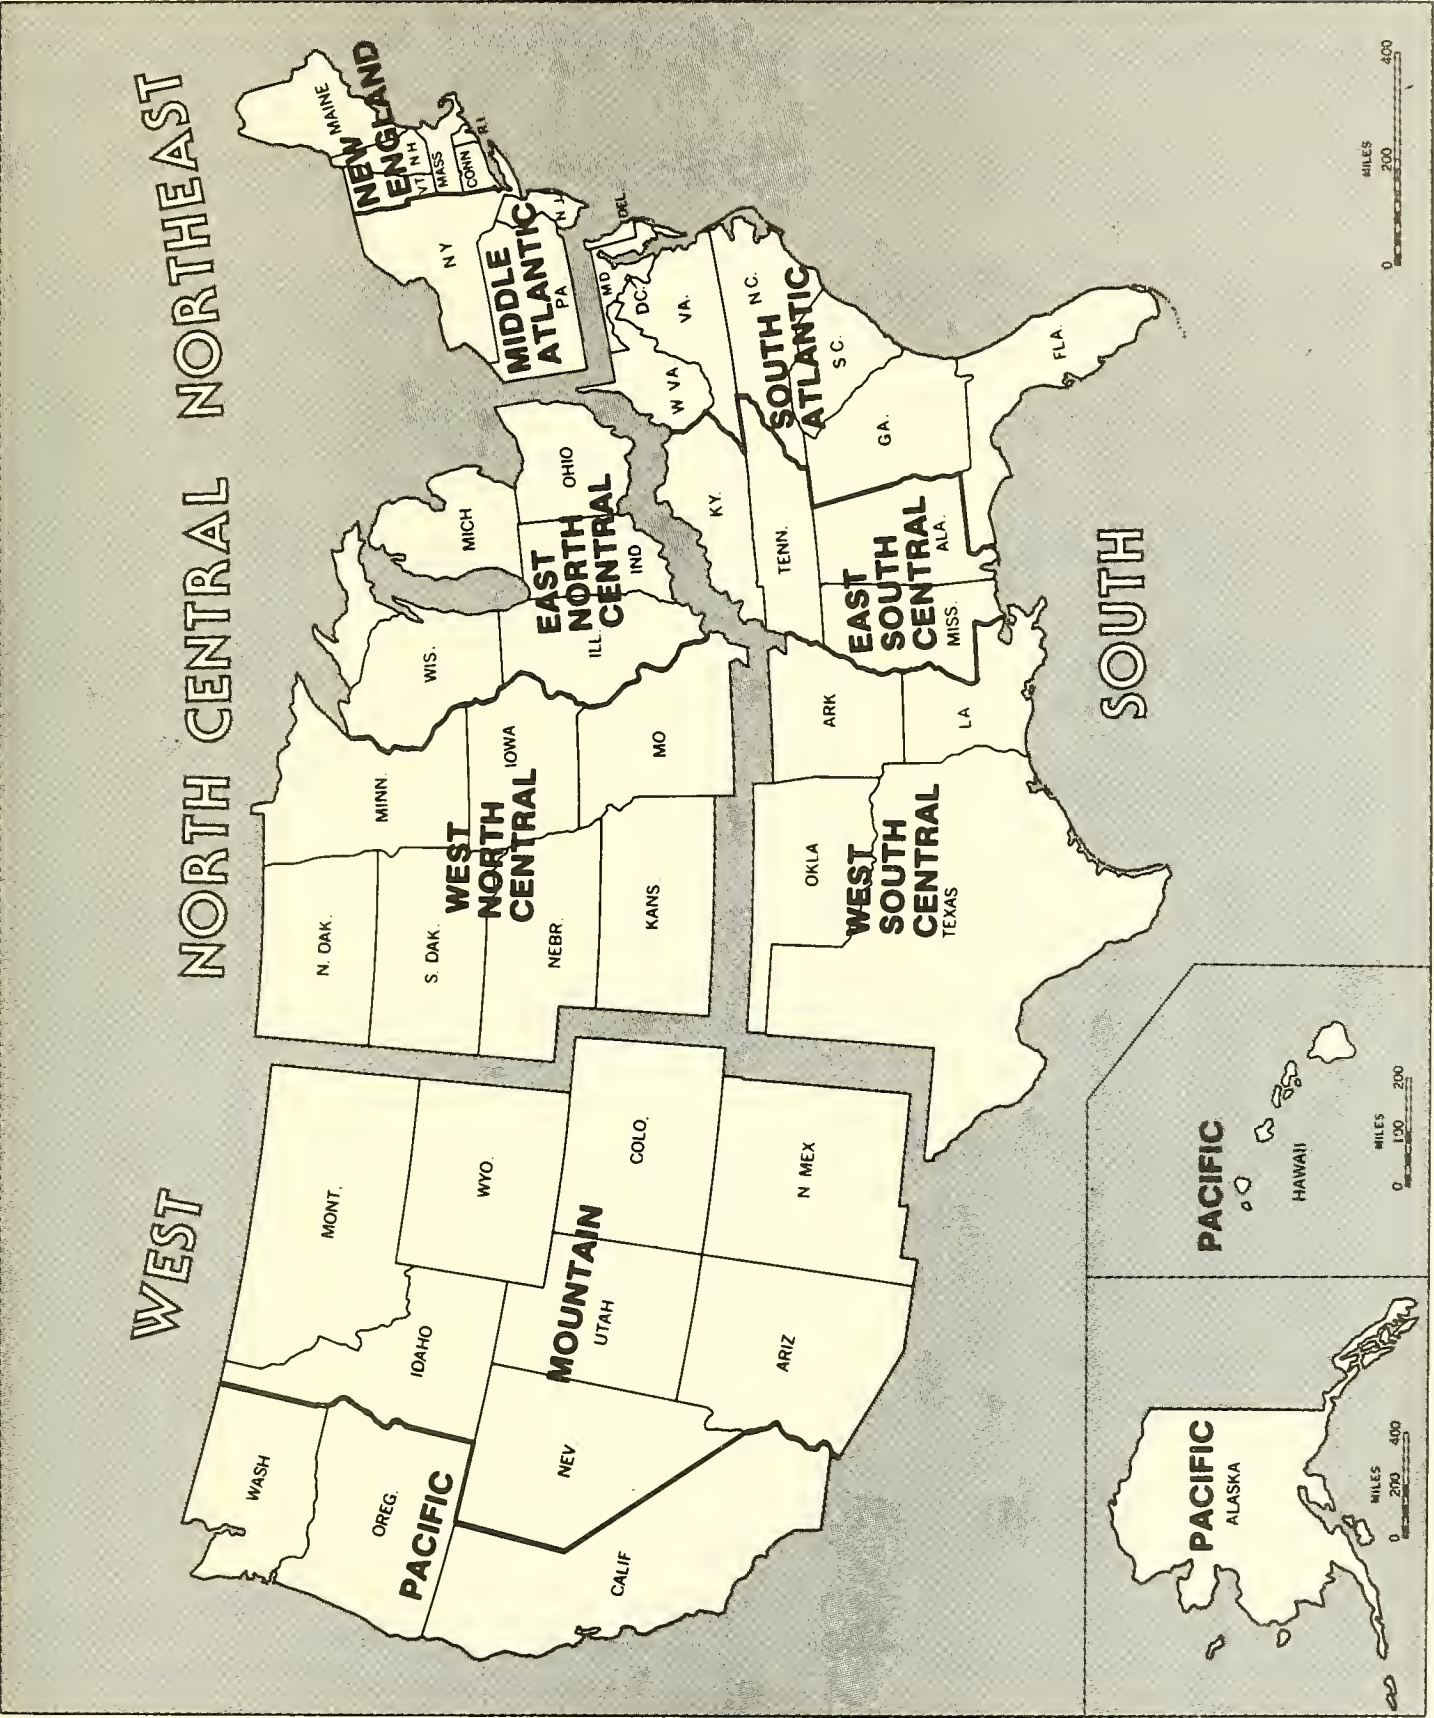 WEST
NORTH CENTRAL
NORTHEAST
WASH
OREG.
PACIFIC
CALIF
MONT.
IDAHO
WYO.
NEV
MOUNTAIN
UTAH
COLO.
ARIZ
N MEX
N. DAK.
S. DAK.
MINN.
WEST
NORTH
CENTRAL
NEBR.
IOWA
KANS
MO
WIS.
MICH
EAST
NORTH
CENTRAL
ILL.
IND
OHIO
NEW
ENGLAND
MAINE
VT
N H
MASS
CONN
R.I.
N Y
MIDDLE
ATLANTIC
PA
N J
OKLA
ARK
WEST
SOUTH
CENTRAL
TEXAS
LA
KY.
TENN.
EAST
SOUTH
CENTRAL
MISS.
ALA.
DEL.
M D
D.C.
VA.
W VA
N C.
SOUTH
ATLANTIC
S C.
GA.
FLA.
SOUTH
PACIFIC
ALASKA
MILES
0 200 400
PACIFIC
HAWAII
MILES
0 100 200
MILES
0 200 400